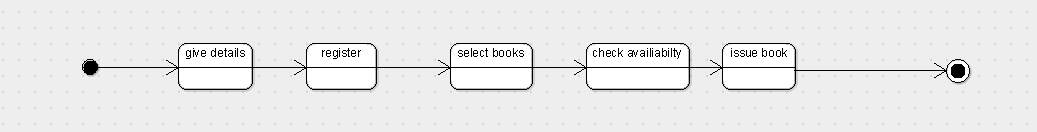 give details
register
select books
check availiabilty
issue book